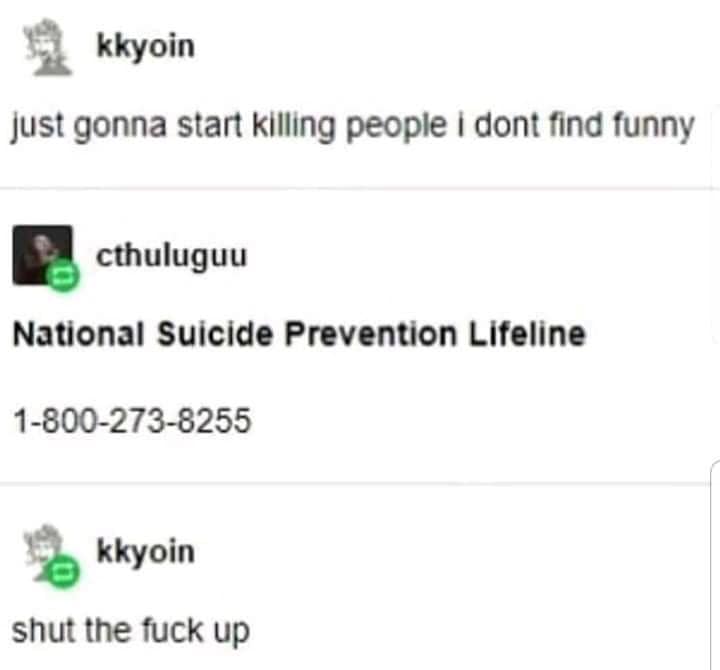 kkyoin
just gonna start killing people i dont find funny
cthuluguu
National Suicide Prevention Lifeline
1-800-273-8255
kkyoin
shut the fuck up